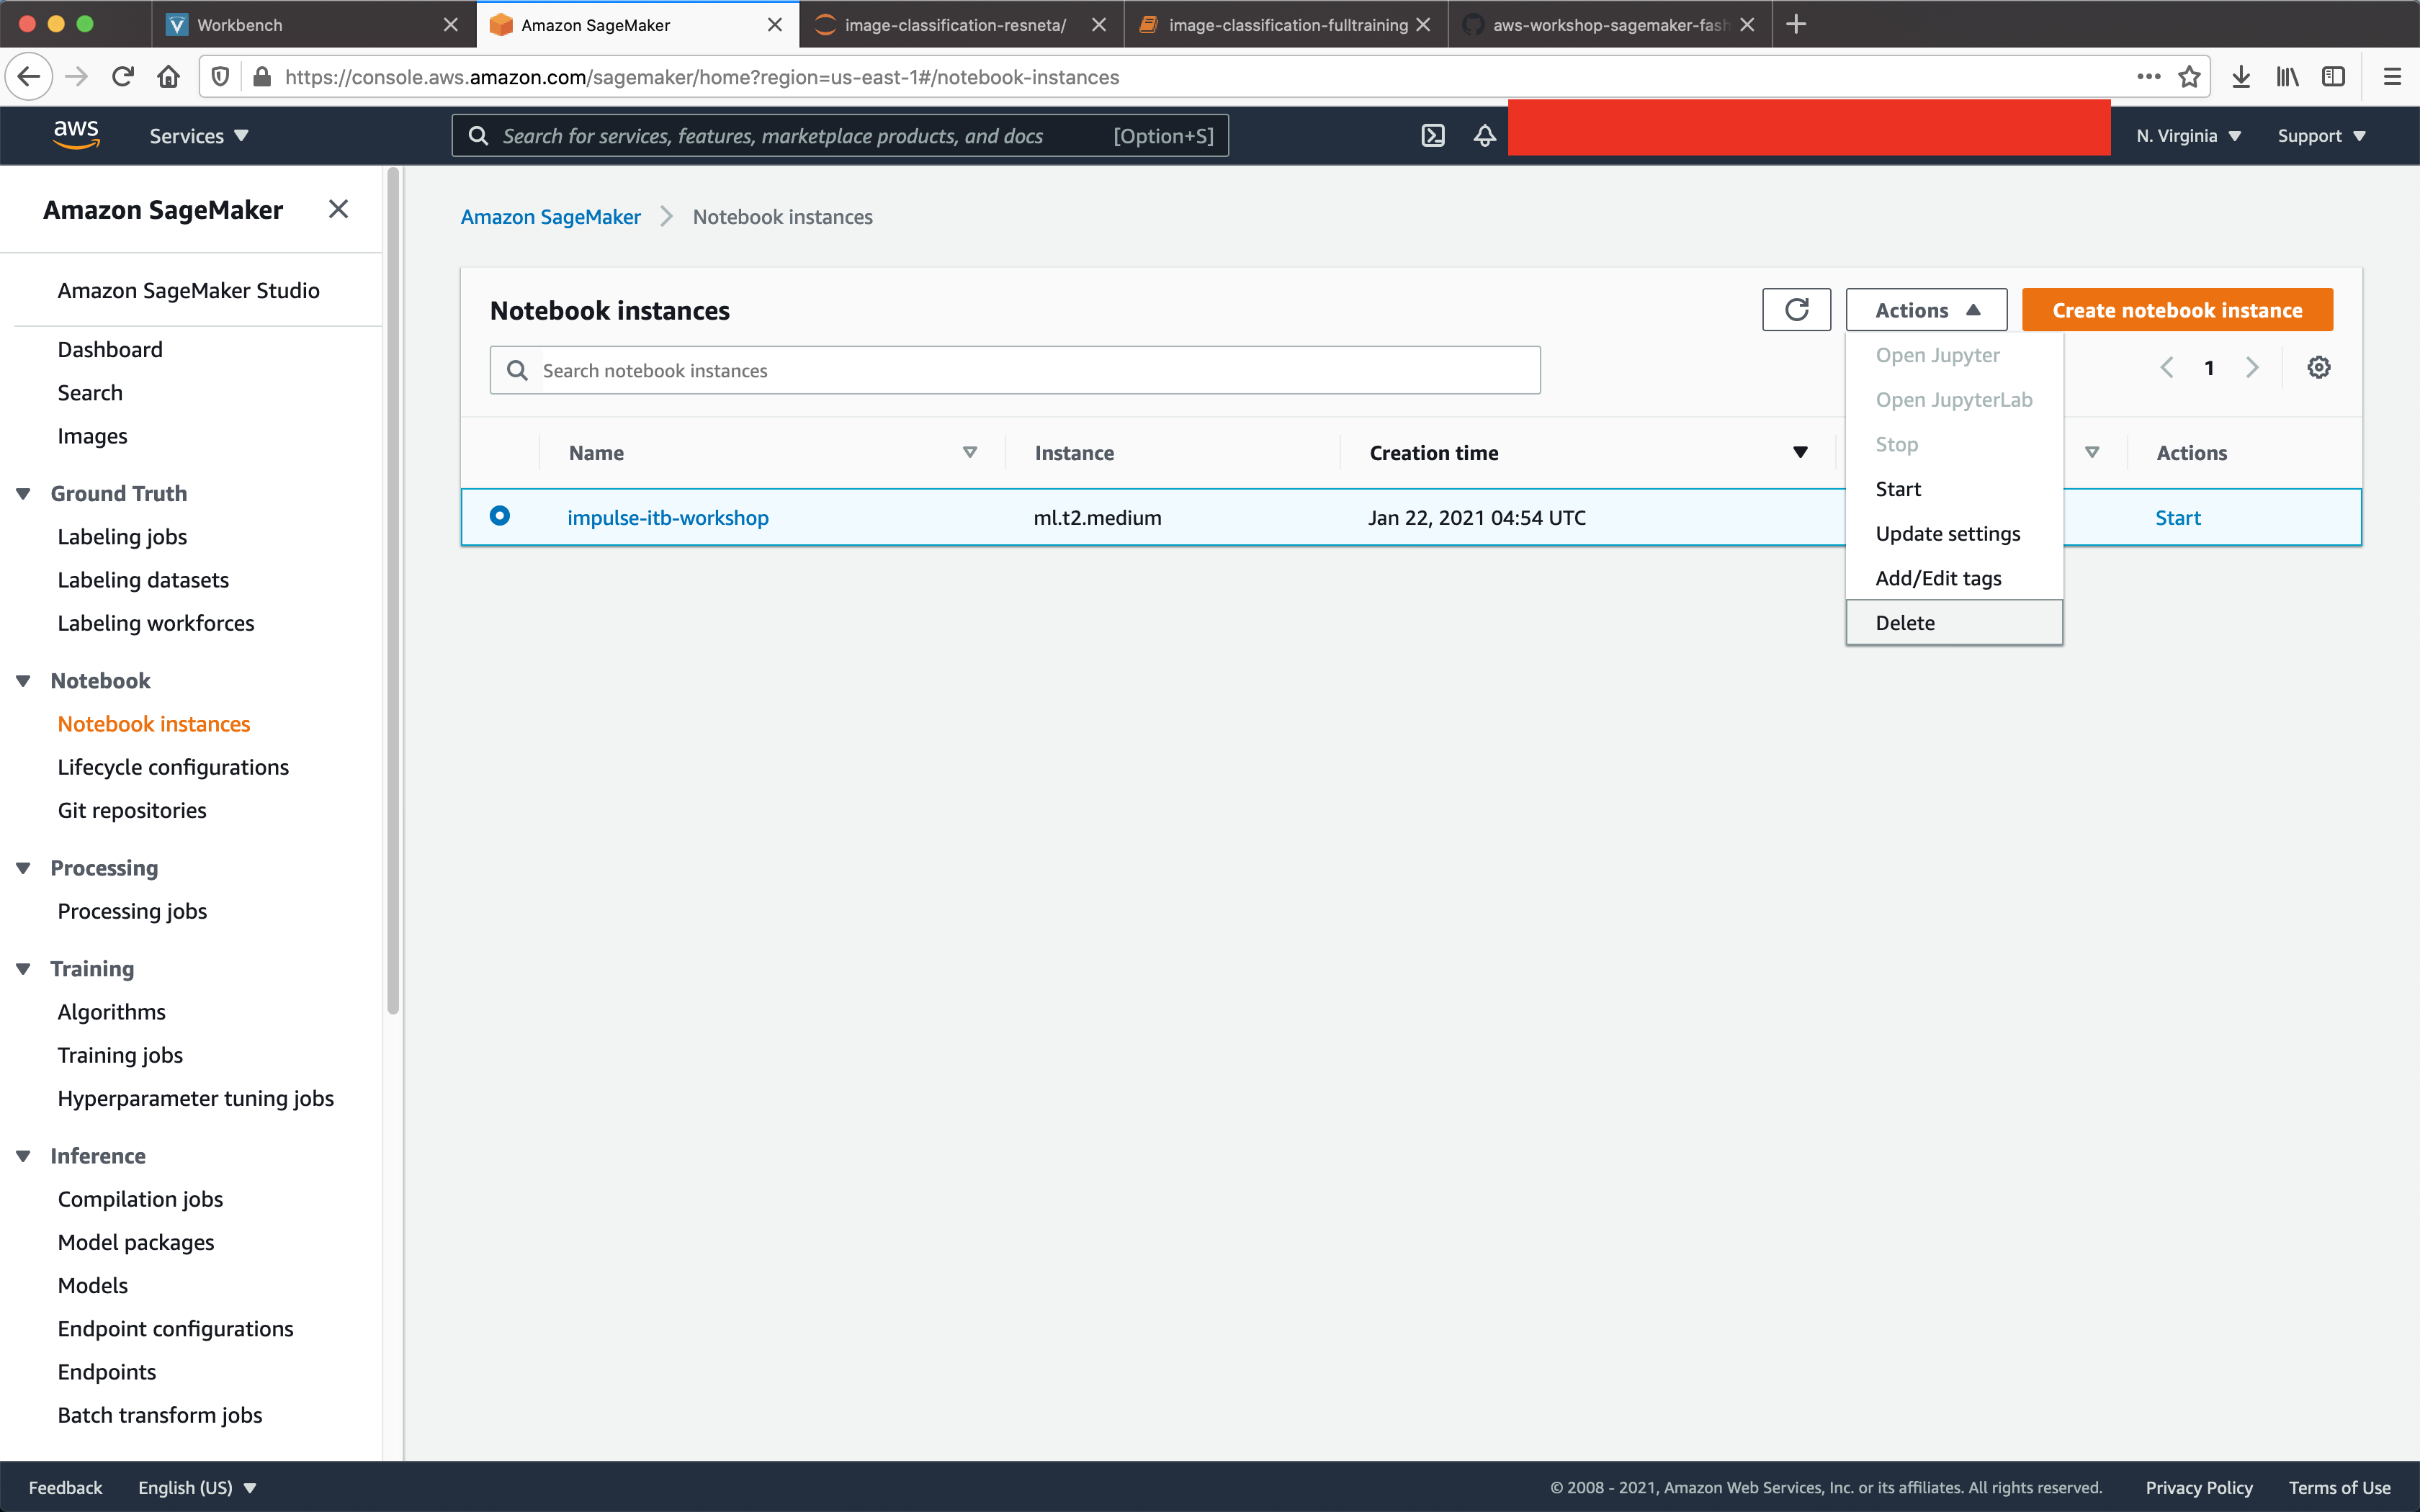 Workbench
Amazon SageMaker
image-classification-resneta/
image-classification-fulltraining
aws-workshop-sagemaker-fash
https://console.aws.amazon.com/sagemaker/home?region=us-east-1#/notebook-instances
aws
Services
Search for services, features, marketplace products, and docs [Option+S]
N. Virginia
Support
Amazon SageMaker
Amazon SageMaker Studio
Dashboard
Search
Images
Ground Truth
Labeling jobs
Labeling datasets
Labeling workforces
Notebook
Notebook instances
Lifecycle configurations
Git repositories
Processing
Processing jobs
Training
Algorithms
Training jobs
Hyperparameter tuning jobs
Inference
Compilation jobs
Model packages
Models
Endpoint configurations
Endpoints
Batch transform jobs
Amazon SageMaker Notebook instances
Notebook instances
Actions
Create notebook instance
Search notebook instances
1
Name Instance Creation time Actions
impulse-itb-workshop ml.t2.medium Jan 22, 2021 04:54 UTC Start
Open Jupyter
Open JupyterLab
Stop
Start
Update settings
Add/Edit tags
Delete
Feedback English (US) © 2008 - 2021, Amazon Web Services, Inc. or its affiliates. All rights reserved. Privacy Policy Terms of Use